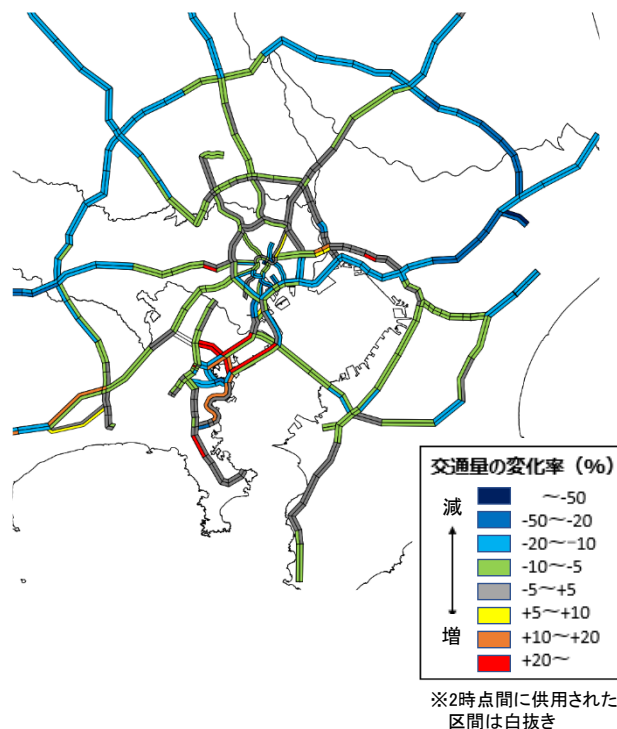 交通量の変化率（%）
減
増
～-50
-50～-20
-20～-10
-10～-5
-5～+5
+5～+10
+10～+20
+20～
※2時点間に供用された
区間は白抜き